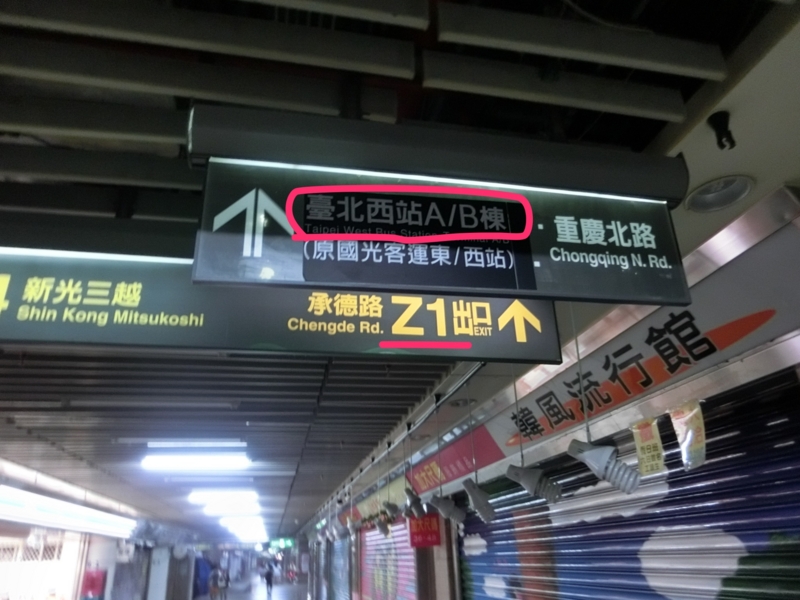 臺北西站A/B棟
(原國光客運東/西站)
重慶北路
Chongqing N. Rd.
新光三越
Shin Kong Mitsukoshi
承德路
Chengde Rd.
Z1出口
EXIT
韓風流行館